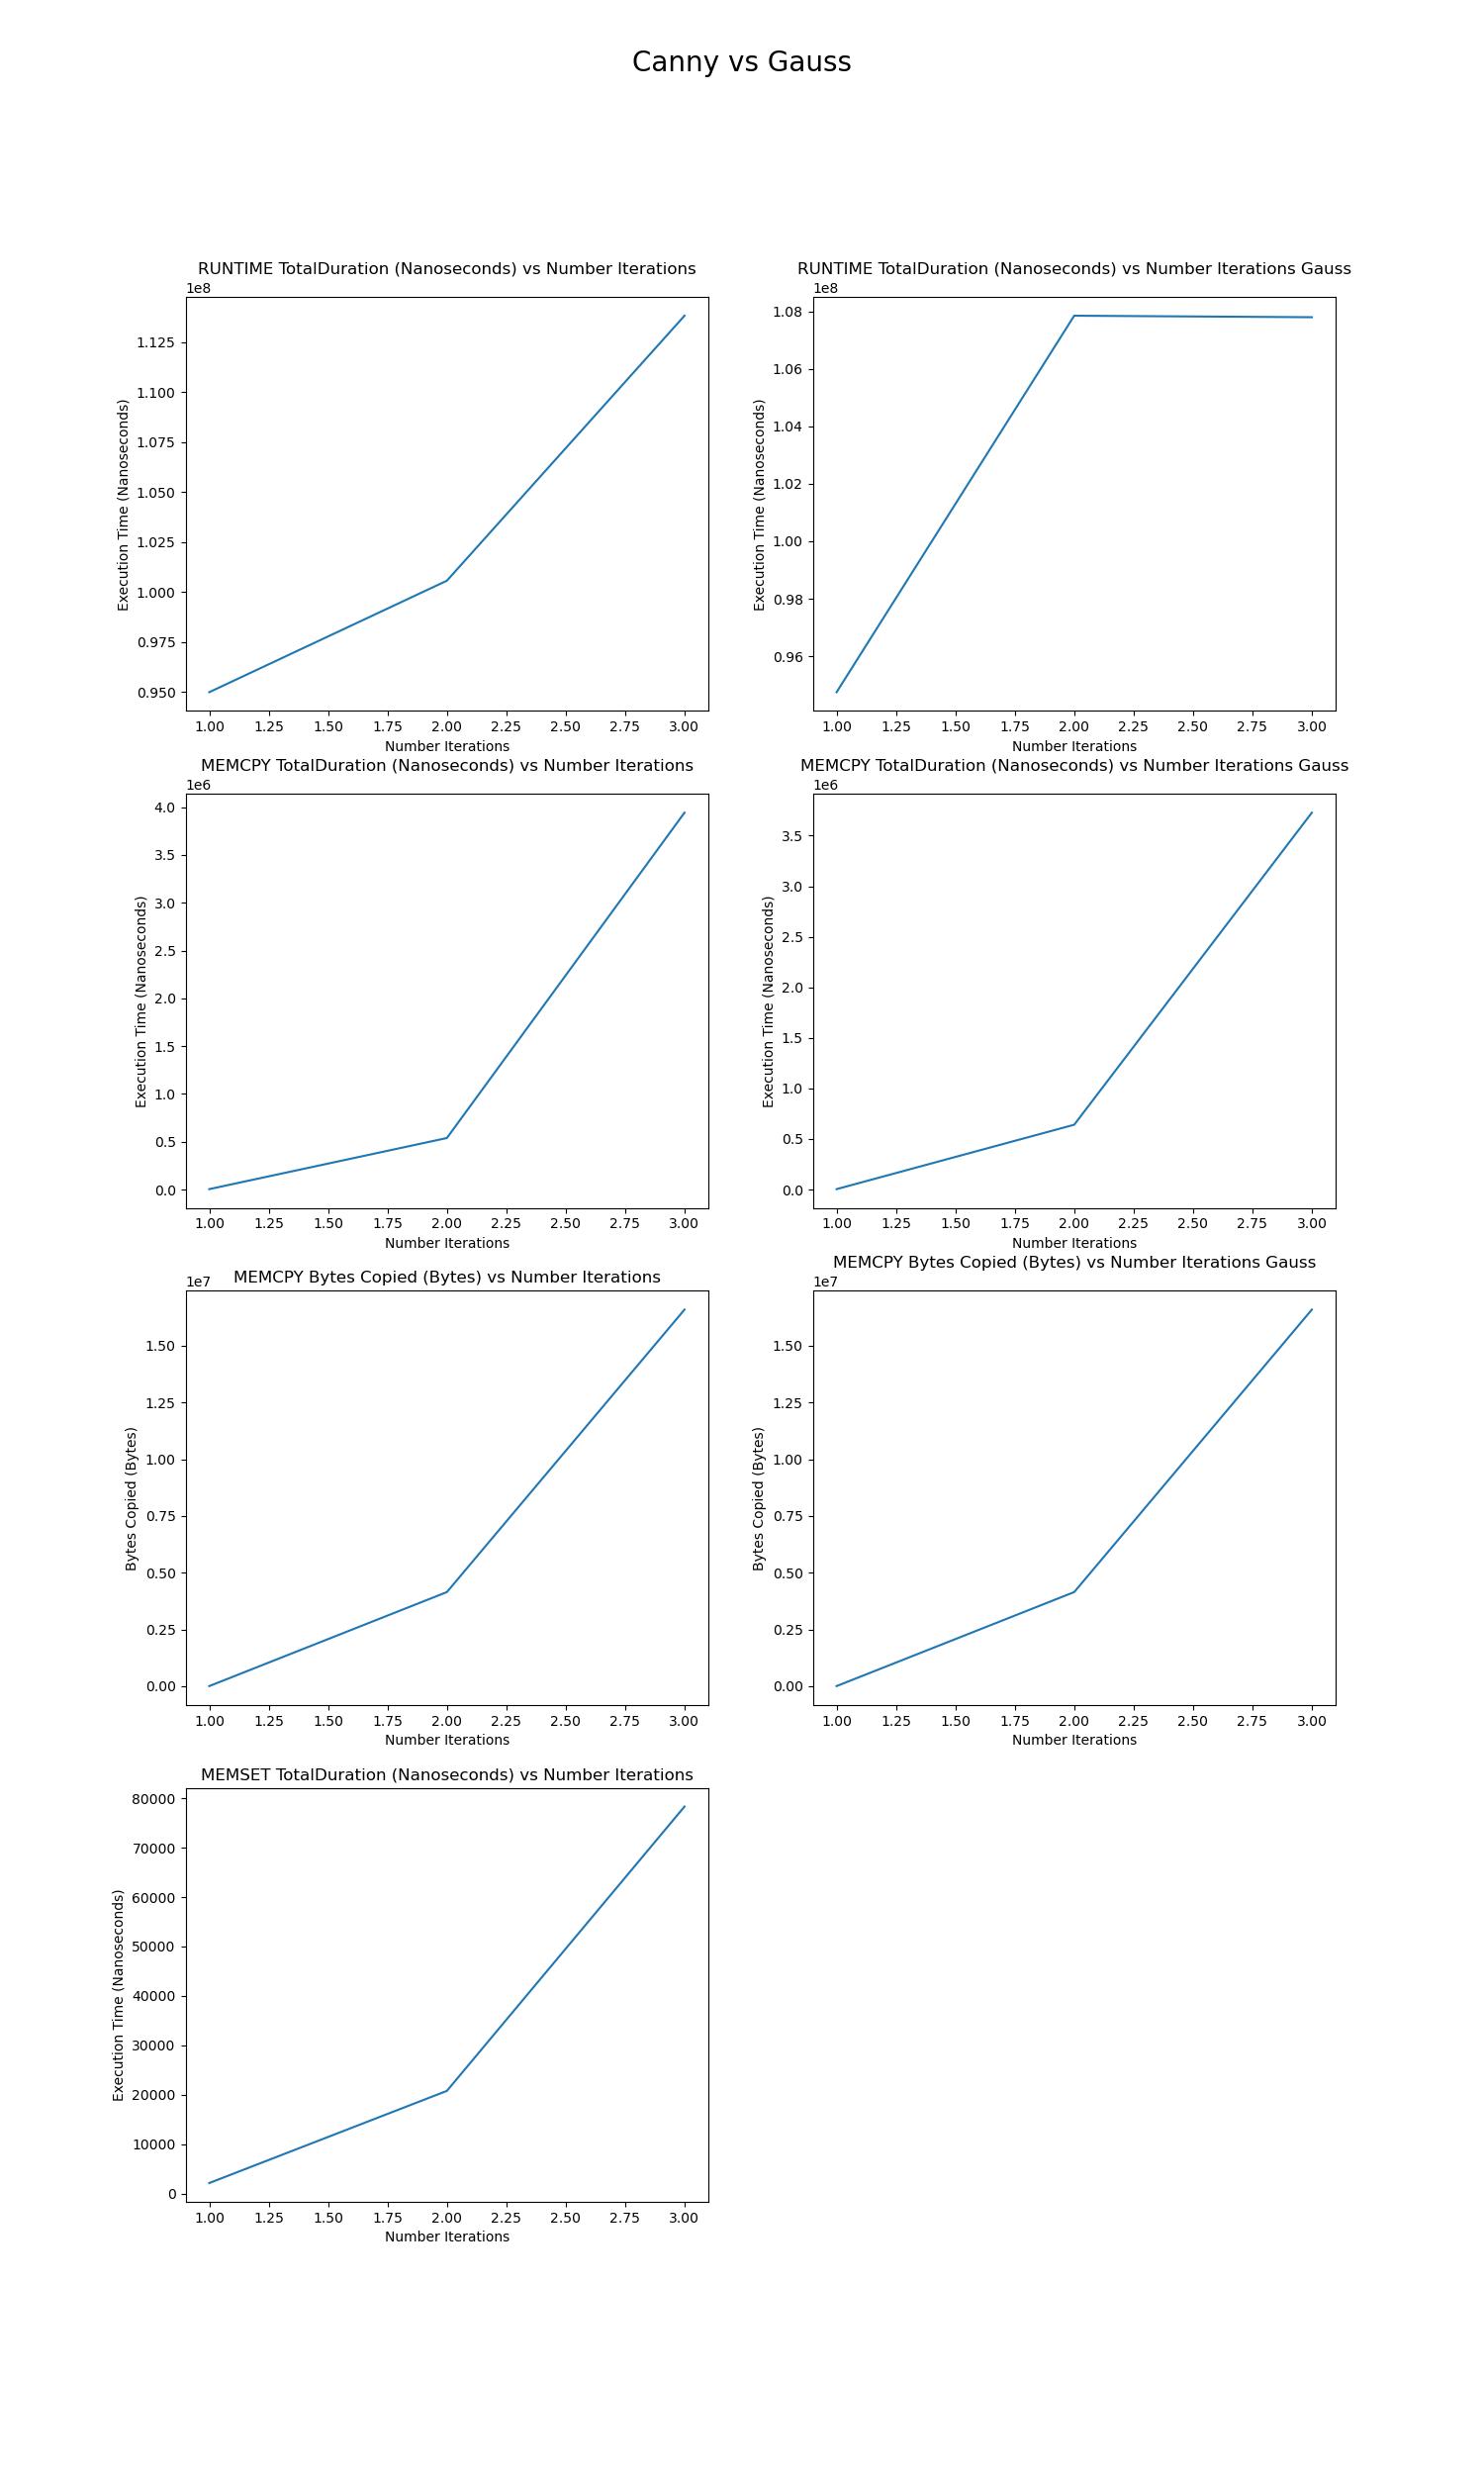 Canny vs Gauss
RUNTIME TotalDuration (Nanoseconds) vs Number Iterations
1e8
1.125
1.100
1.075
1.050
1.025
1.000
0.975
0.950
Execution Time (Nanoseconds)
1.00 1.25 1.50 1.75 2.00 2.25 2.50 2.75 3.00
Number Iterations
RUNTIME TotalDuration (Nanoseconds) vs Number Iterations Gauss
1e8
1.08
1.06
1.04
1.02
1.00
0.98
0.96
Execution Time (Nanoseconds)
1.00 1.25 1.50 1.75 2.00 2.25 2.50 2.75 3.00
Number Iterations
MEMCPY TotalDuration (Nanoseconds) vs Number Iterations
1e6
4.0
3.5
3.0
2.5
2.0
1.5
1.0
0.5
0.0
Execution Time (Nanoseconds)
1.00 1.25 1.50 1.75 2.00 2.25 2.50 2.75 3.00
Number Iterations
MEMCPY TotalDuration (Nanoseconds) vs Number Iterations Gauss
1e6
3.5
3.0
2.5
2.0
1.5
1.0
0.5
0.0
Execution Time (Nanoseconds)
1.00 1.25 1.50 1.75 2.00 2.25 2.50 2.75 3.00
Number Iterations
MEMCPY Bytes Copied (Bytes) vs Number Iterations
1e7
1.50
1.25
1.00
0.75
0.50
0.25
0.00
Bytes Copied (Bytes)
1.00 1.25 1.50 1.75 2.00 2.25 2.50 2.75 3.00
Number Iterations
MEMCPY Bytes Copied (Bytes) vs Number Iterations Gauss
1e7
1.50
1.25
1.00
0.75
0.50
0.25
0.00
Bytes Copied (Bytes)
1.00 1.25 1.50 1.75 2.00 2.25 2.50 2.75 3.00
Number Iterations
MEMSET TotalDuration (Nanoseconds) vs Number Iterations
80000
70000
60000
50000
40000
30000
20000
10000
0
Execution Time (Nanoseconds)
1.00 1.25 1.50 1.75 2.00 2.25 2.50 2.75 3.00
Number Iterations